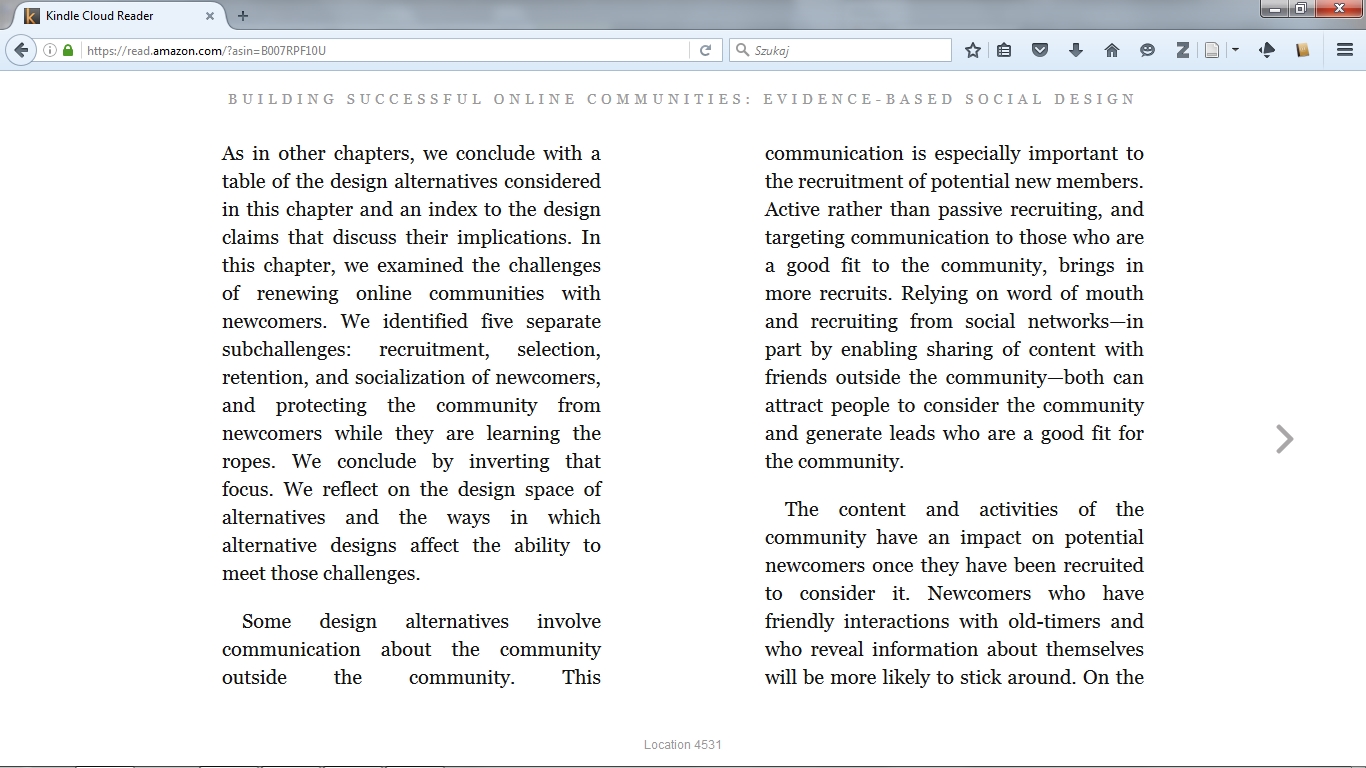 Kindle Cloud Reader
https://read.amazon.com/?asin=B007RPF10U
Szukaj
BUILDING SUCCESSFUL ONLINE COMMUNITIES: EVIDENCE-BASED SOCIAL DESIGN
As in other chapters, we conclude with a
table of the design alternatives considered
in this chapter and an index to the design
claims that discuss their implications. In
this chapter, we examined the challenges
of renewing online communities with
newcomers. We identified five separate
subchallenges: recruitment, selection,
retention, and socialization of newcomers,
and protecting the community from
newcomers while they are learning the
ropes. We conclude by inverting that
focus. We reflect on the design space of
alternatives and the ways in which
alternative designs affect the ability to
meet those challenges.
Some design alternatives involve
communication about the community
outside the community. This
communication is especially important to
the recruitment of potential new members.
Active rather than passive recruiting, and
targeting communication to those who are
a good fit to the community, brings in
more recruits. Relying on word of mouth
and recruiting from social networks—in
part by enabling sharing of content with
friends outside the community—both can
attract people to consider the community
and generate leads who are a good fit for
the community.
The content and activities of the
community have an impact on potential
newcomers once they have been recruited
to consider it. Newcomers who have
friendly interactions with old-timers and
who reveal information about themselves
will be more likely to stick around. On the
Location 4531